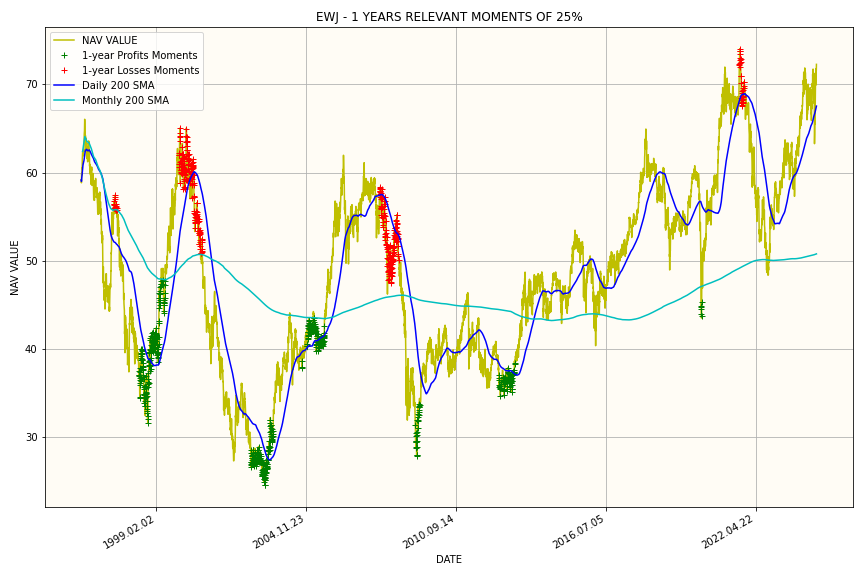 EWJ - 1 YEARS RELEVANT MOMENTS OF 25%
NAV VALUE
1-year Profits Moments
1-year Losses Moments
Daily 200 SMA
Monthly 200 SMA
NAV VALUE
70
60
50
40
30
1999.02.02
2004.11.23
2010.09.14
2016.07.05
2022.04.22
DATE